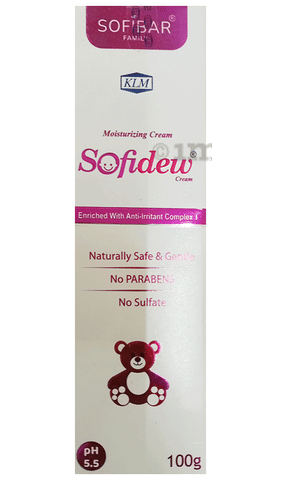 SOFIBAR®
FAMILY
KLM
Moisturizing Cream
Sofidew®
Cream
Enriched With Anti-Irritant Complex
Naturally Safe & Gentle
No PARABENS
No Sulfate
pH
5.5
100g